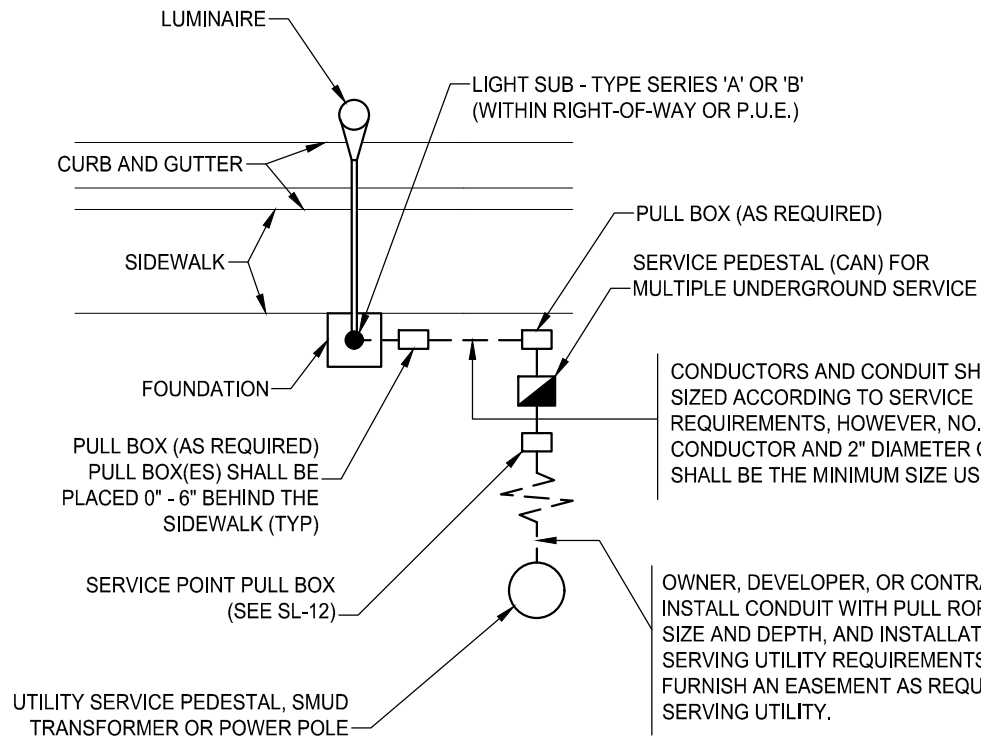 LUMINAIRE
LIGHT SUB - TYPE SERIES 'A' OR 'B'
(WITHIN RIGHT-OF-WAY OR P.U.E.)
CURB AND GUTTER
PULL BOX (AS REQUIRED)
SIDEWALK
SERVICE PEDESTAL (CAN) FOR
MULTIPLE UNDERGROUND SERVICE
FOUNDATION
CONDUCTORS AND CONDUIT
SIZED ACCORDING TO SERVICE
REQUIREMENTS, HOWEVER, NO.
CONDUCTOR AND 2" DIAMETER
SHALL BE THE MINIMUM SIZE
PULL BOX (AS REQUIRED)
PULL BOX(ES) SHALL BE
PLACED 0" - 6" BEHIND THE
SIDEWALK (TYP)
SERVICE POINT PULL BOX
(SEE SL-12)
OWNER, DEVELOPER, OR
INSTALL CONDUIT WITH PULL
SIZE AND DEPTH, AND
SERVING UTILITY REQUIREMENTS
FURNISH AN EASEMENT AS
SERVING UTILITY.
UTILITY SERVICE PEDESTAL, SMUD
TRANSFORMER OR POWER POLE